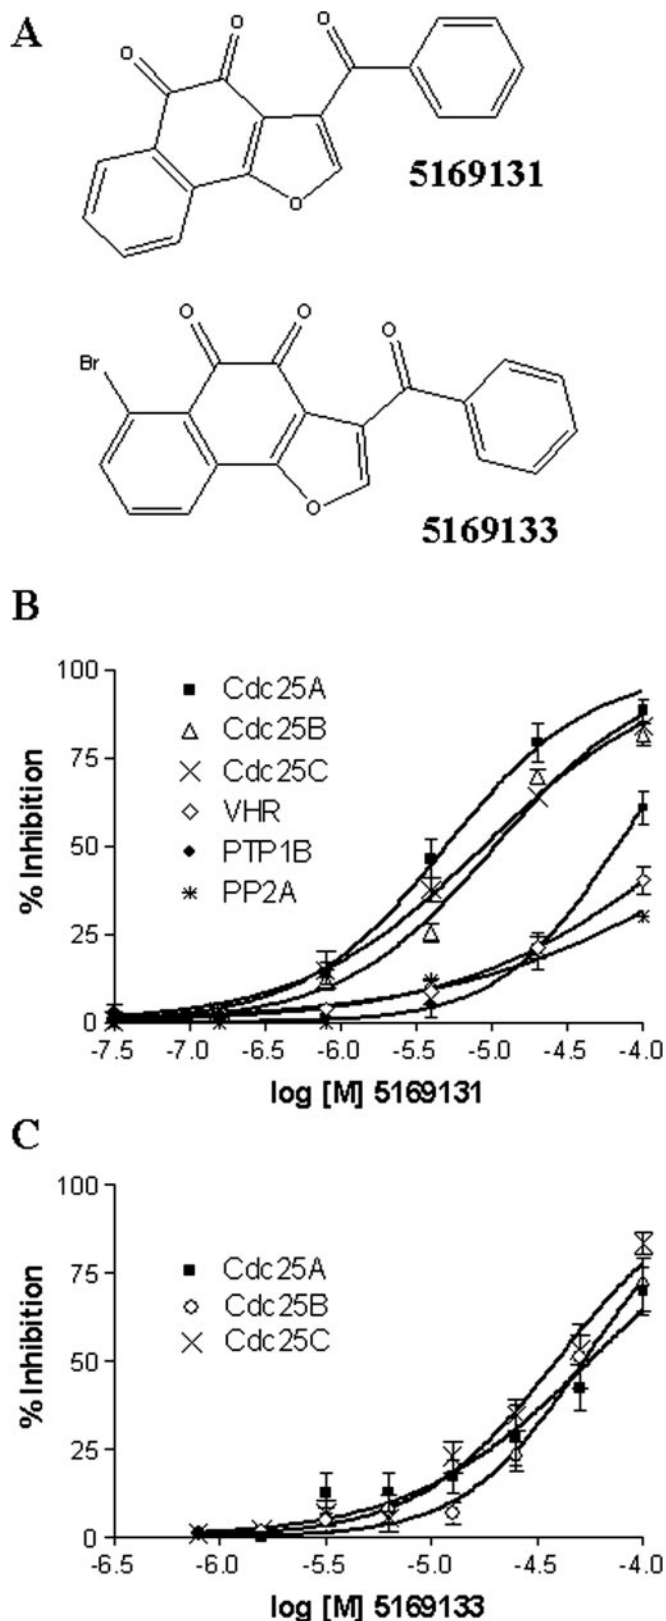 A
O
O
O
O
5169131
O
O
O
Br
O
5169133
B
100
75
50
25
0
Cdc25A
Cdc25B
Cdc25C
VHR
PTP1B
PP2A
% Inhibition
-7.5 -7.0 -6.5 -6.0 -5.5 -5.0 -4.5 -4.0
log [M] 5169131
C
100
75
50
25
0
Cdc25A
Cdc25B
Cdc25C
% Inhibition
-6.5 -6.0 -5.5 -5.0 -4.5 -4.0
log [M] 5169133